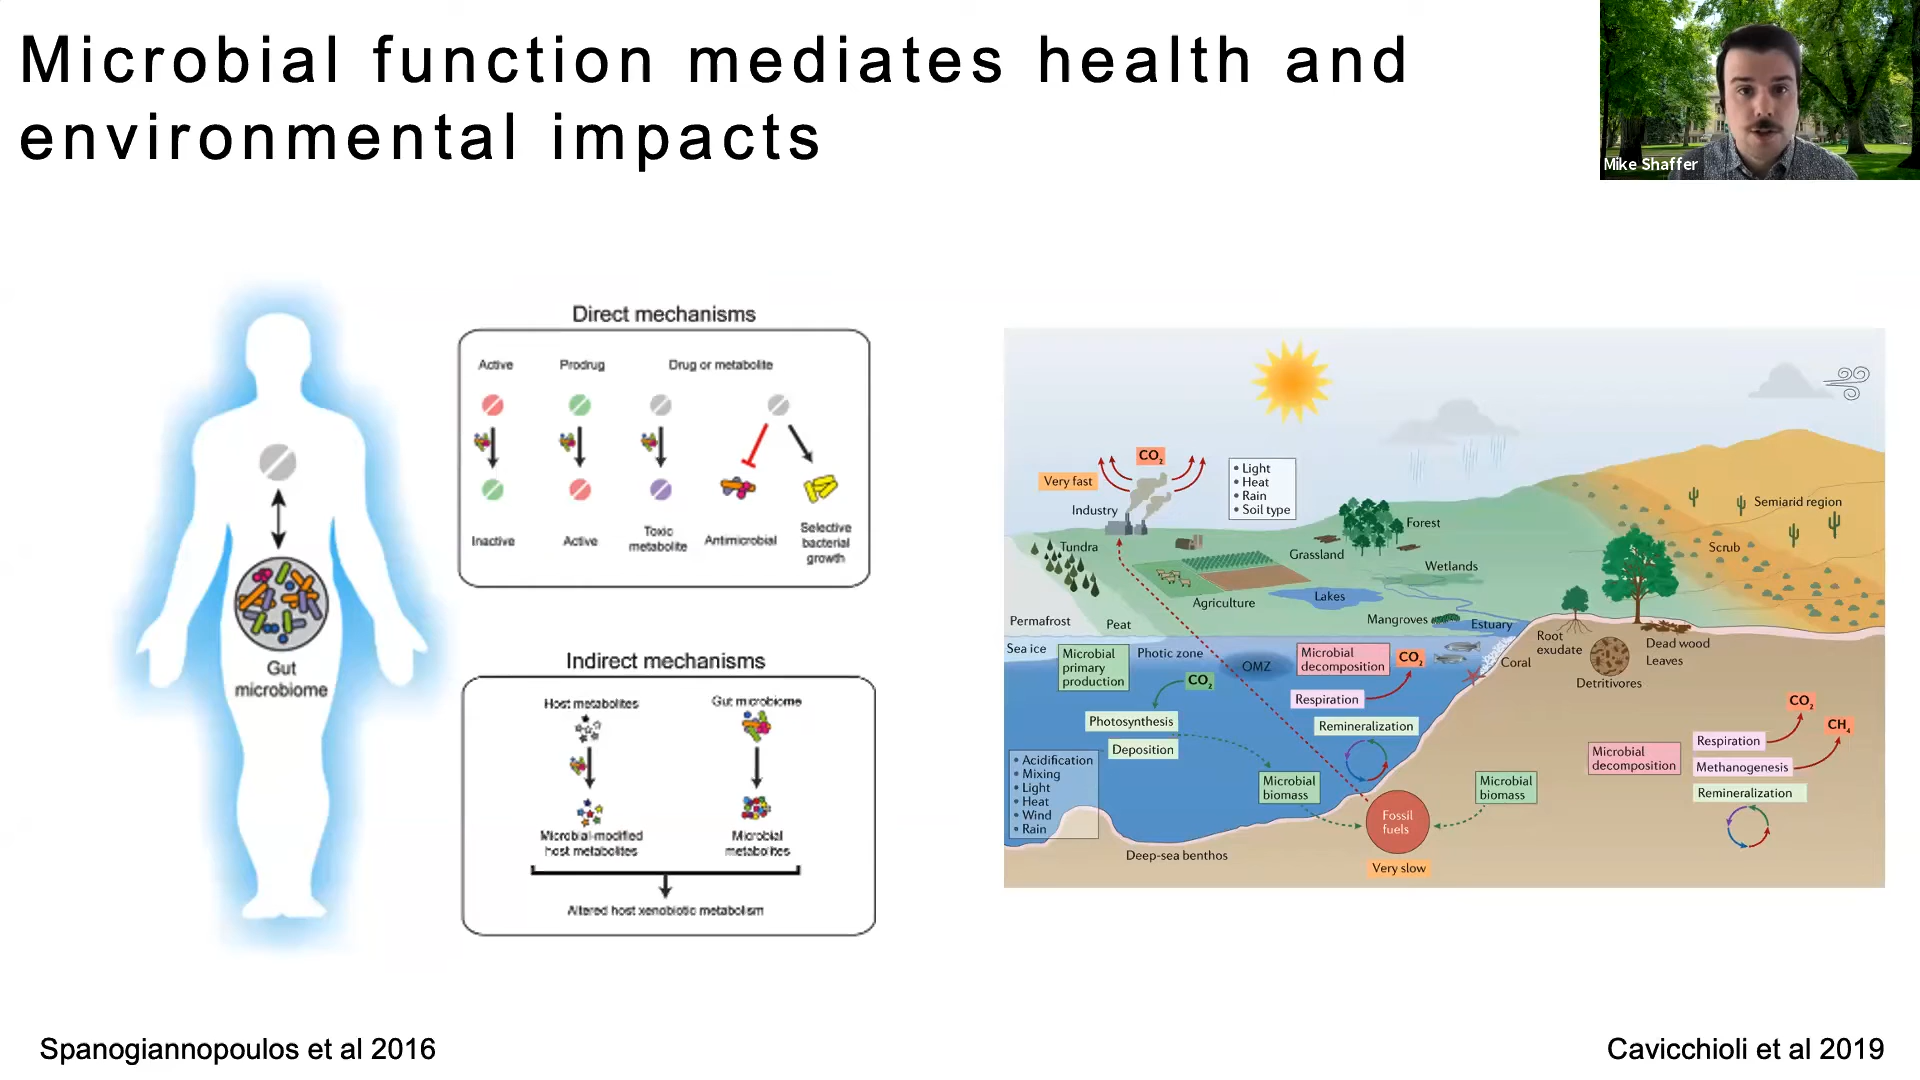 Microbial function mediates health and
environmental impacts
Mike Shaffer
Gut
microbiome
Direct mechanisms
Active
Prodrug
Drug or metabolite
Inactive
Active
Toxic
metabolite
Antimicrobial
Selective
bacterial
growth
Indirect mechanisms
Host metabolites
Gut microbiome
Microbial-modified
host metabolites
Microbial
metabolites
Altered host xenobiotic metabolism
CO₂
Very fast
Industry
• Light
• Heat
• Rain
• Soil type
Forest
Semiarid region
Tundra
Grassland
Scrub
Wetlands
Agriculture
Lakes
Permafrost
Peat
Mangroves
Estuary
Root
exudate
Dead wood
Leaves
Detritivores
Sea ice
Microbial
primary
production
Photic zone
OMZ
Microbial
decomposition
CO₂
Coral
CO₂
Respiration
Photosynthesis
Deposition
Remineralization
• Acidification
• Mixing
• Light
• Heat
• Wind
• Rain
Microbial
biomass
Fossil
fuels
Very slow
Microbial
biomass
Deep-sea benthos
Microbial
decomposition
CO₂
CH₄
Respiration
Methanogenesis
Remineralization
Spanogiannopoulos et al 2016
Cavicchioli et al 2019